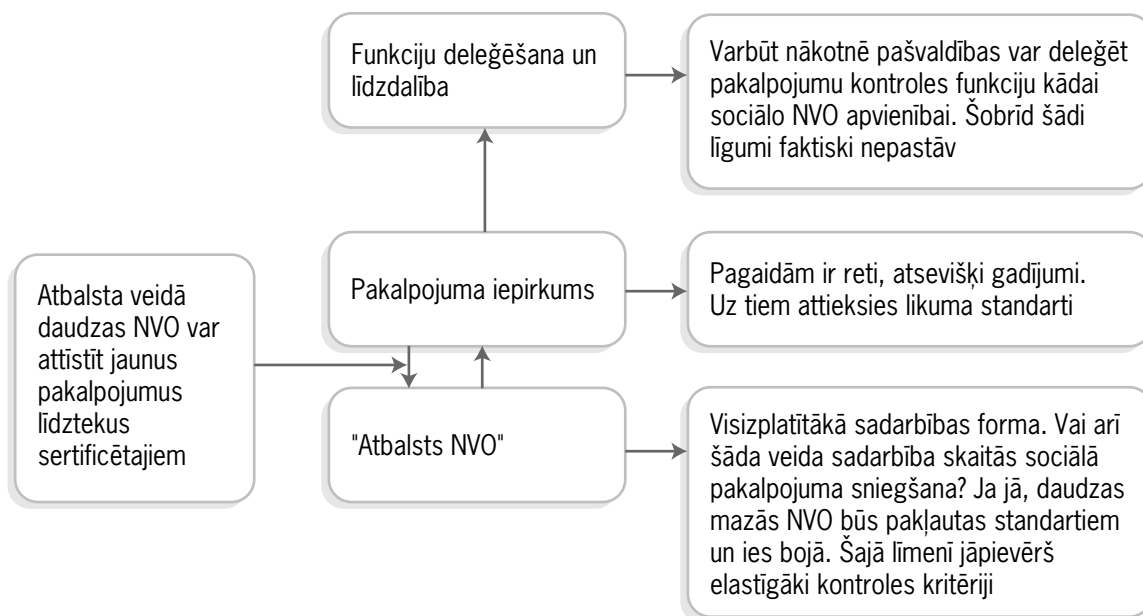 Funkciju deleģēšana un
līdzdalība
Varbūt nākotnē pašvaldības var deleģēt
pakalpojumu kontroles funkciju kādai
sociālo NVO apvienībai. Šobrīd šādi
līgumi faktiski nepastāv
Atbalsta veidā
daudzas NVO var
attīstīt jaunus
pakalpojumus
līdztekus
sertificētajiem
Pakalpojuma iepirkums
Pagaidām ir reti, atsevišķi gadījumi.
Uz tiem attieksies likuma standarti
"Atbalsts NVO"
Visizplatītākā sadarbības forma. Vai arī
šāda veida sadarbība skaitās sociālā
pakalpojuma sniegšana? Ja jā, daudzas
mazās NVO būs pakļautas standartiem
un ies bojā. Šajā līmenī jāpievērš
elastīgāki kontroles kritēriji